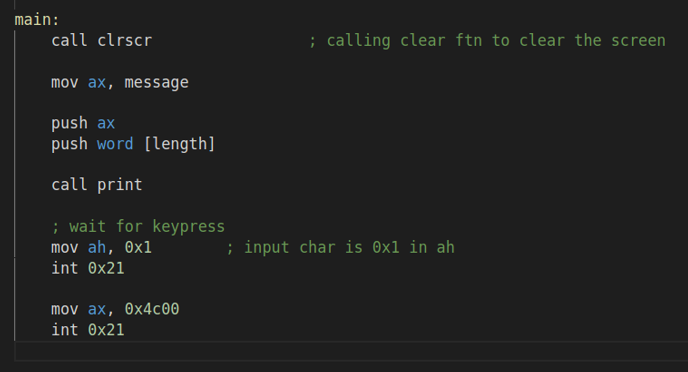 main:
call clrscr ; calling clear ftn to clear the screen
mov ax, message
push ax
push word [length]
call print
; wait for keypress
mov ah, 0x1 ; input char is 0x1 in ah
int 0x21
mov ax, 0x4c00
int 0x21